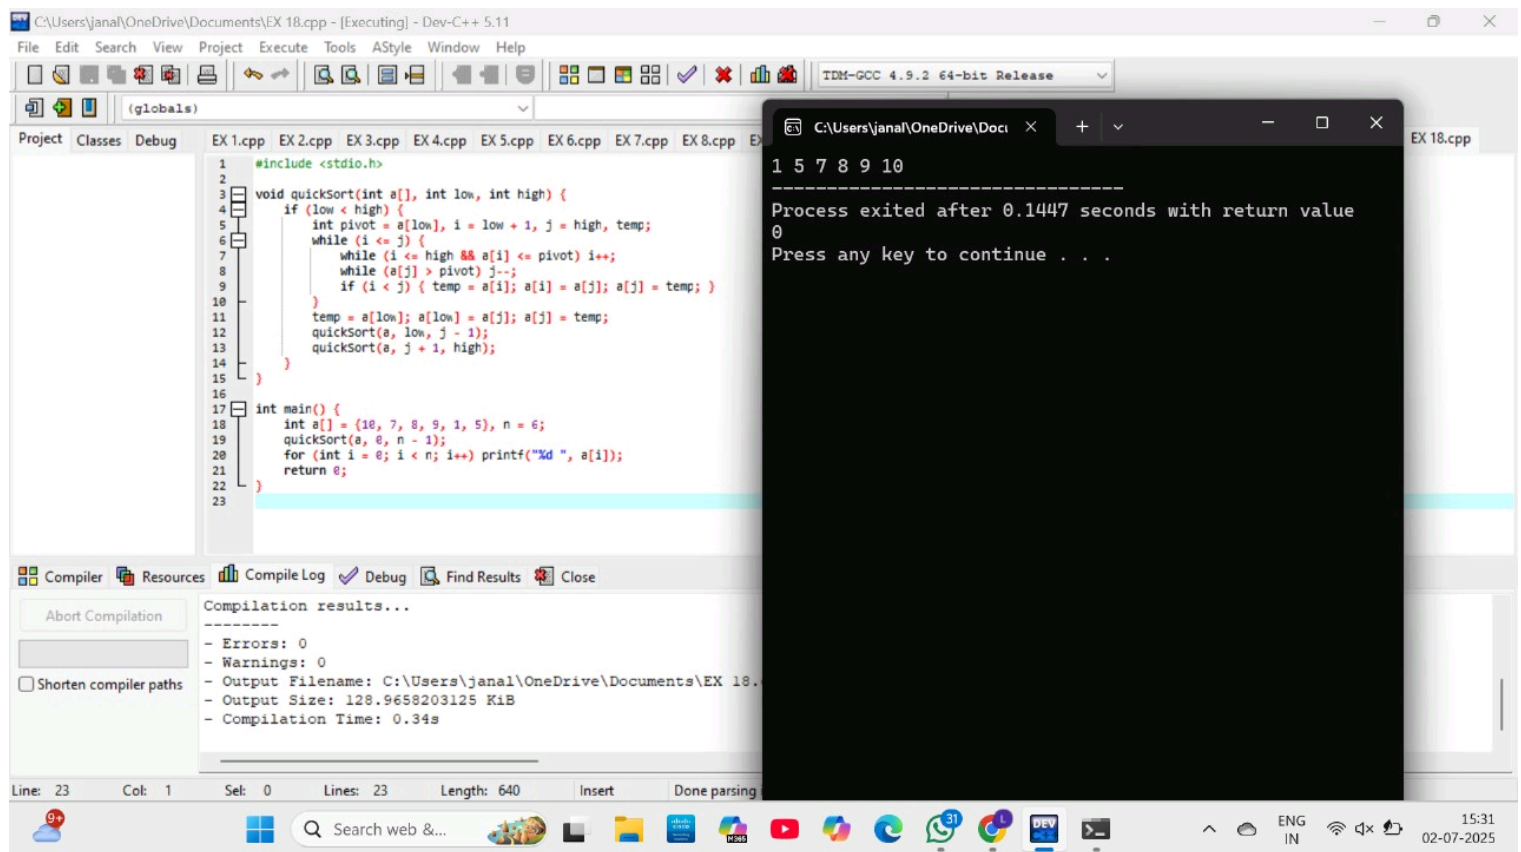 C:\Users\janal\OneDrive\Documents\EX 18.cpp - [Executing] - Dev-C++ 5.11
File Edit Search View Project Execute Tools AStyle Window Help
TDM-GCC 4.9.2 64-bit Release
(globals)
Project Classes Debug
EX 1.cpp EX 2.cpp EX 3.cpp EX 4.cpp EX 5.cpp EX 6.cpp EX 7.cpp EX 8.cpp EX 18.cpp
1 #include <stdio.h>
2
3 void quickSort(int a[], int low, int high) {
4 if (low < high) {
5 int pivot = a[low], i = low + 1, j = high, temp;
6 while (i <= j) {
7 while (i <= high && a[i] <= pivot) i++;
8 while (a[j] > pivot) j--;
9 if (i < j) { temp = a[i]; a[i] = a[j]; a[j] = temp; }
10 }
11 temp = a[low]; a[low] = a[j]; a[j] = temp;
12 quickSort(a, low, j - 1);
13 quickSort(a, j + 1, high);
14 }
15 }
16
17 int main() {
18 int a[] = {10, 7, 8, 9, 1, 5}, n = 6;
19 quickSort(a, 0, n - 1);
20 for (int i = 0; i < n; i++) printf("%d ", a[i]);
21 return 0;
22 }
23
C:\Users\janal\OneDrive\Docu
1 5 7 8 9 10
--------------------------------
Process exited after 0.1447 seconds with return value
0
Press any key to continue . . .
Compiler Resources Compile Log Debug Find Results Close
Abort Compilation
Shorten compiler paths
Compilation results...
--------
- Errors: 0
- Warnings: 0
- Output Filename: C:\Users\janal\OneDrive\Documents\EX 18.
- Output Size: 128.9658203125 KiB
- Compilation Time: 0.34s
Line: 23 Col: 1 Sel: 0 Lines: 23 Length: 640 Insert Done parsing
9+
Search web &...
M365
31
L
DEV
ENG
IN
15:31
02-07-2025